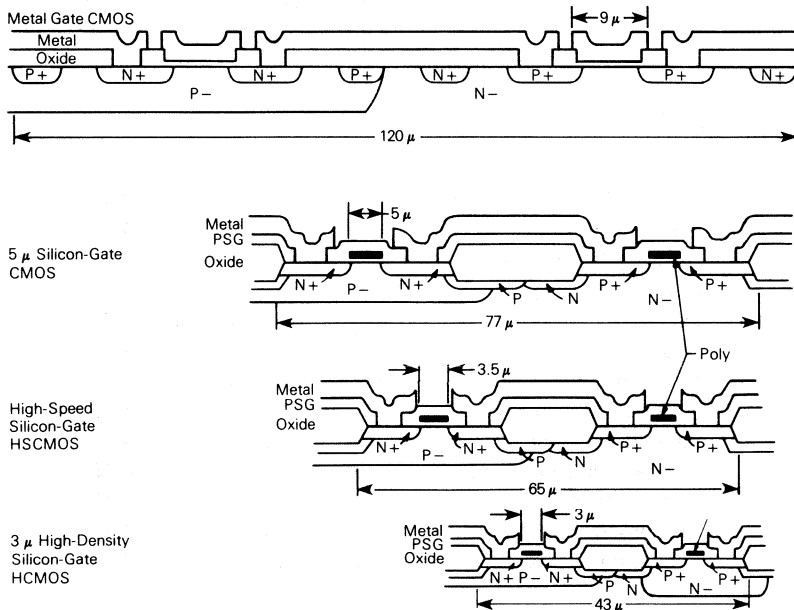 Metal Gate CMOS
9 μ
Metal
Oxide
P+ N+ N+ P+ N+ P+ P+ N+
P− N−
120 μ
5 μ
Metal
PSG
Oxide
5 μ Silicon-Gate
CMOS
N+ P− N+ P N P+ N− P+
77 μ
Poly
3.5 μ
Metal
PSG
Oxide
High-Speed
Silicon-Gate
HSCMOS
N+ P− N+ P N P+ N− P+
65 μ
3 μ
Metal
PSG
Oxide
3 μ High-Density
Silicon-Gate
HCMOS
N+ P− N+ P N P+ N− P+
43 μ